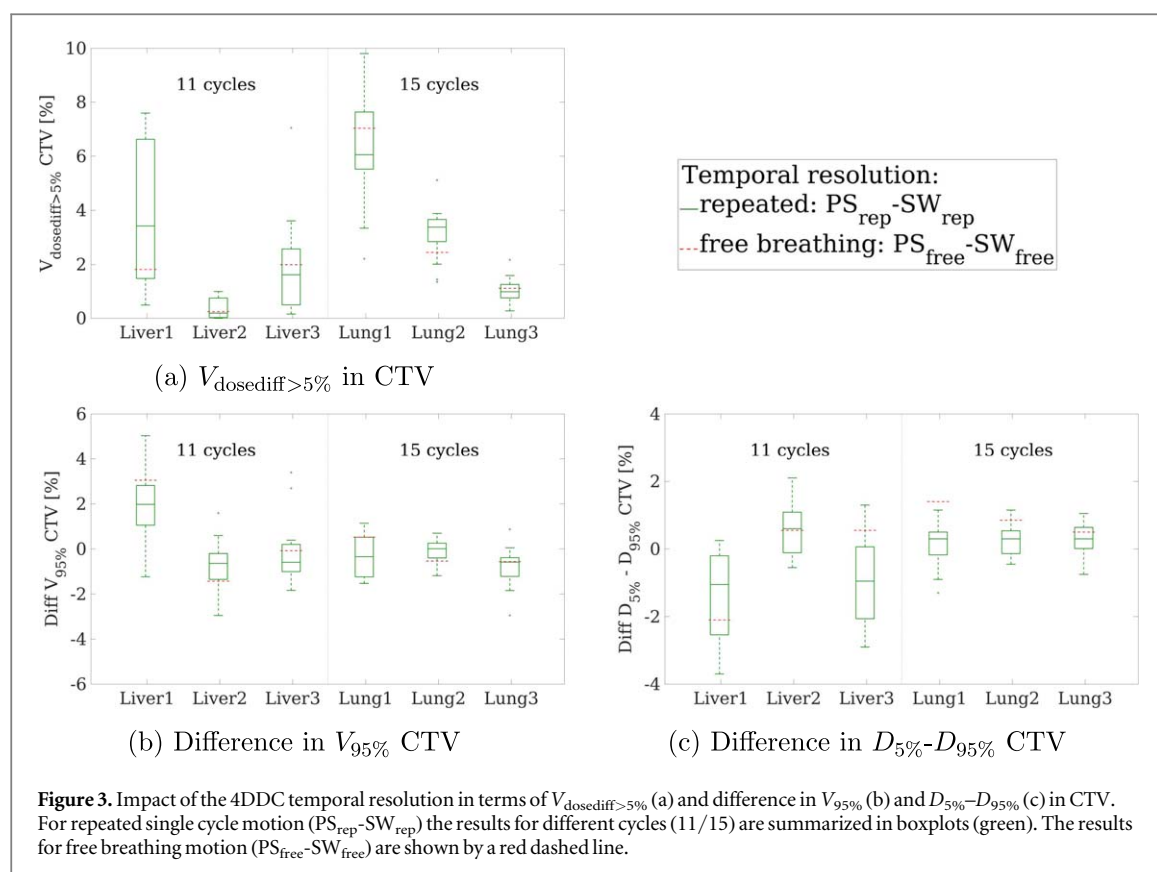 10
8
6
4
2
0
V_dosediff>5% CTV [%]
11 cycles
15 cycles
Liver1 Liver2 Liver3 Lung1 Lung2 Lung3
(a) V_dosediff>5% in CTV
Temporal resolution:
repeated: PS_rep-SW_rep
free breathing: PS_free-SW_free
6
4
2
0
-2
-4
-6
Diff V_95% CTV [%]
11 cycles
15 cycles
Liver1 Liver2 Liver3 Lung1 Lung2 Lung3
(b) Difference in V_95% CTV
4
2
0
-2
-4
Diff D_5% - D_95% CTV [%]
11 cycles
15 cycles
Liver1 Liver2 Liver3 Lung1 Lung2 Lung3
(c) Difference in D_5%-D_95% CTV
Figure 3. Impact of the 4DDC temporal resolution in terms of V_dosediff>5% (a) and difference in V_95% (b) and D_5%–D_95% (c) in CTV.
For repeated single cycle motion (PS_rep-SW_rep) the results for different cycles (11/15) are summarized in boxplots (green). The results
for free breathing motion (PS_free-SW_free) are shown by a red dashed line.